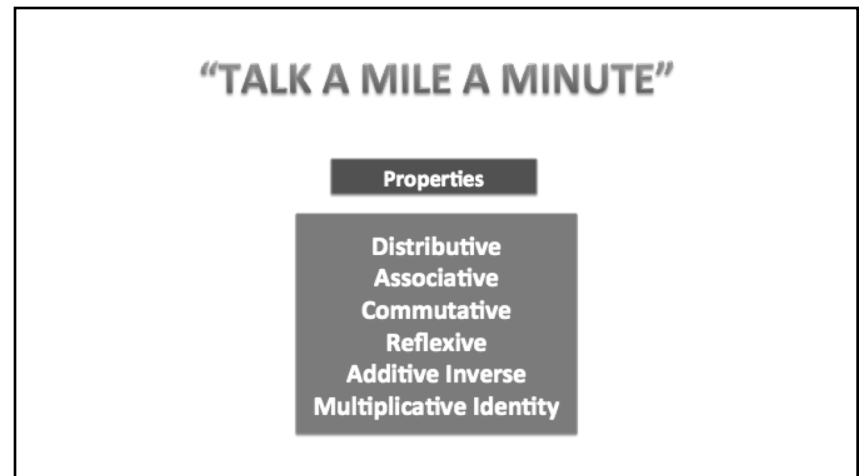 “TALK A MILE A MINUTE”
Properties
Distributive
Associative
Commutative
Reflexive
Additive Inverse
Multiplicative Identity